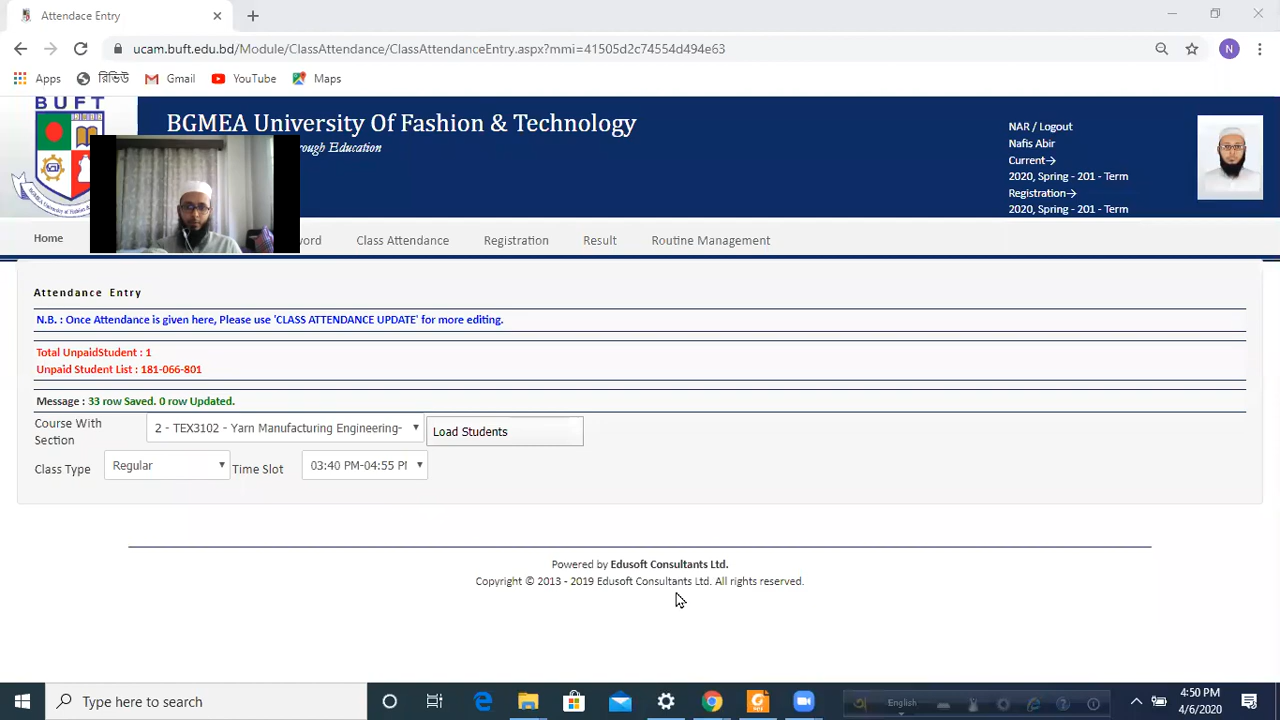 Attendace Entry
ucam.buft.edu.bd/Module/ClassAttendance/ClassAttendanceEntry.aspx?mmi=41505d2c74554d494e63
N
Apps
রিভিউ
Gmail
YouTube
Maps
BUFT
BGMEA University Of Fashion & Technology
rough Education
NAR / Logout
Nafis Abir
Current→
2020, Spring - 201 - Term
Registration→
2020, Spring - 201 - Term
Home
Class Attendance
Registration
Result
Routine Management
Attendance Entry
N.B. : Once Attendance is given here, Please use 'CLASS ATTENDANCE UPDATE' for more editing.
Total UnpaidStudent : 1
Unpaid Student List : 181-066-801
Message : 33 row Saved. 0 row Updated.
Course With Section
2 - TEX3102 - Yarn Manufacturing Engineering-
Load Students
Class Type
Regular
Time Slot
03:40 PM-04:55 PI
Powered by Edusoft Consultants Ltd.
Copyright © 2013 - 2019 Edusoft Consultants Ltd. All rights reserved.
Type here to search
English
4:50 PM
4/6/2020